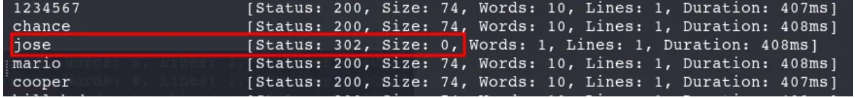 1234567 [Status: 200, Size: 74, Words: 10, Lines: 1, Duration: 407ms]
chance [Status: 200, Size: 74, Words: 10, Lines: 1, Duration: 408ms]
jose [Status: 302, Size: 0, Words: 1, Lines: 1, Duration: 408ms]
mario [Status: 200, Size: 74, Words: 10, Lines: 1, Duration: 408ms]
cooper [Status: 200, Size: 74, Words: 10, Lines: 1, Duration: 407ms]